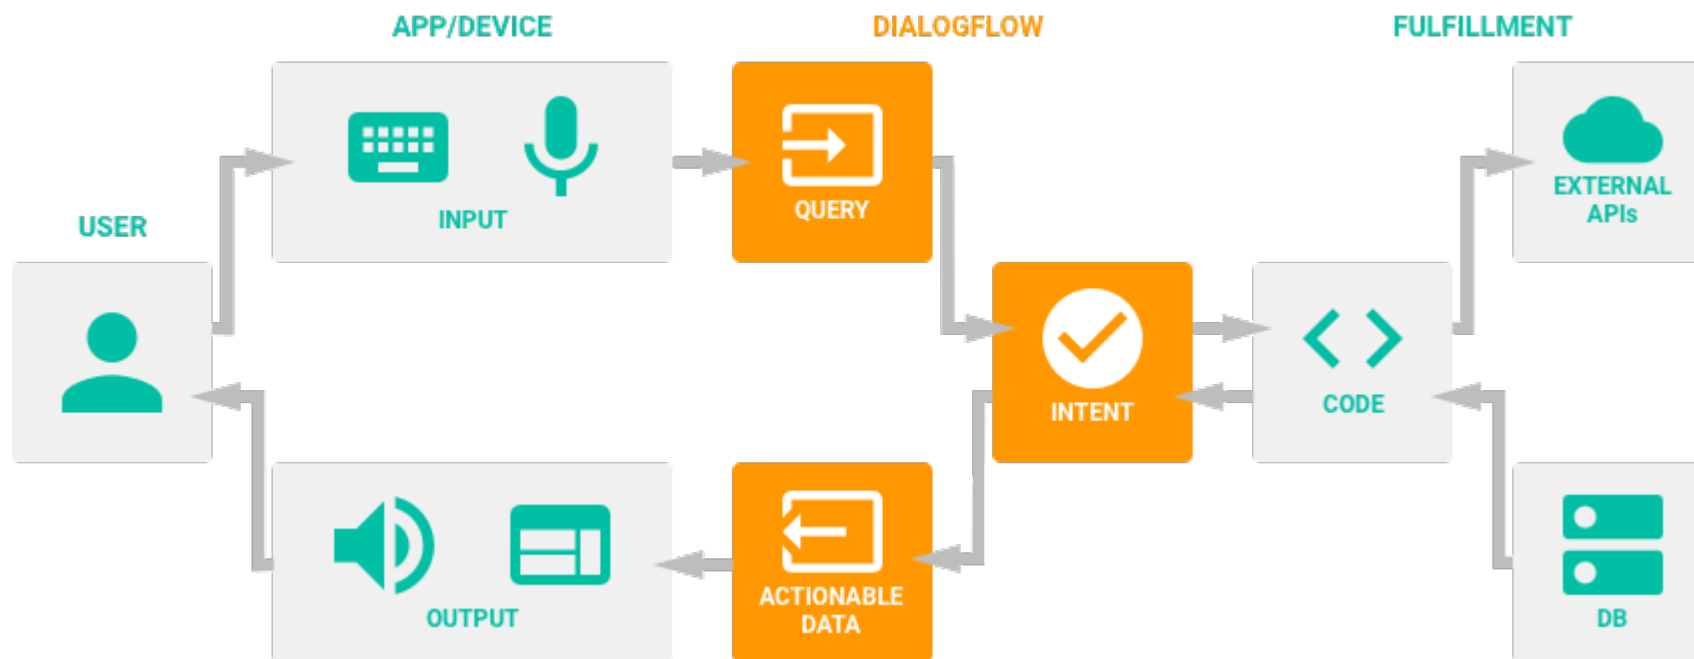 APP/DEVICE
DIALOGFLOW
FULFILLMENT
USER
INPUT
QUERY
EXTERNAL
APIs
INTENT
CODE
OUTPUT
ACTIONABLE
DATA
DB